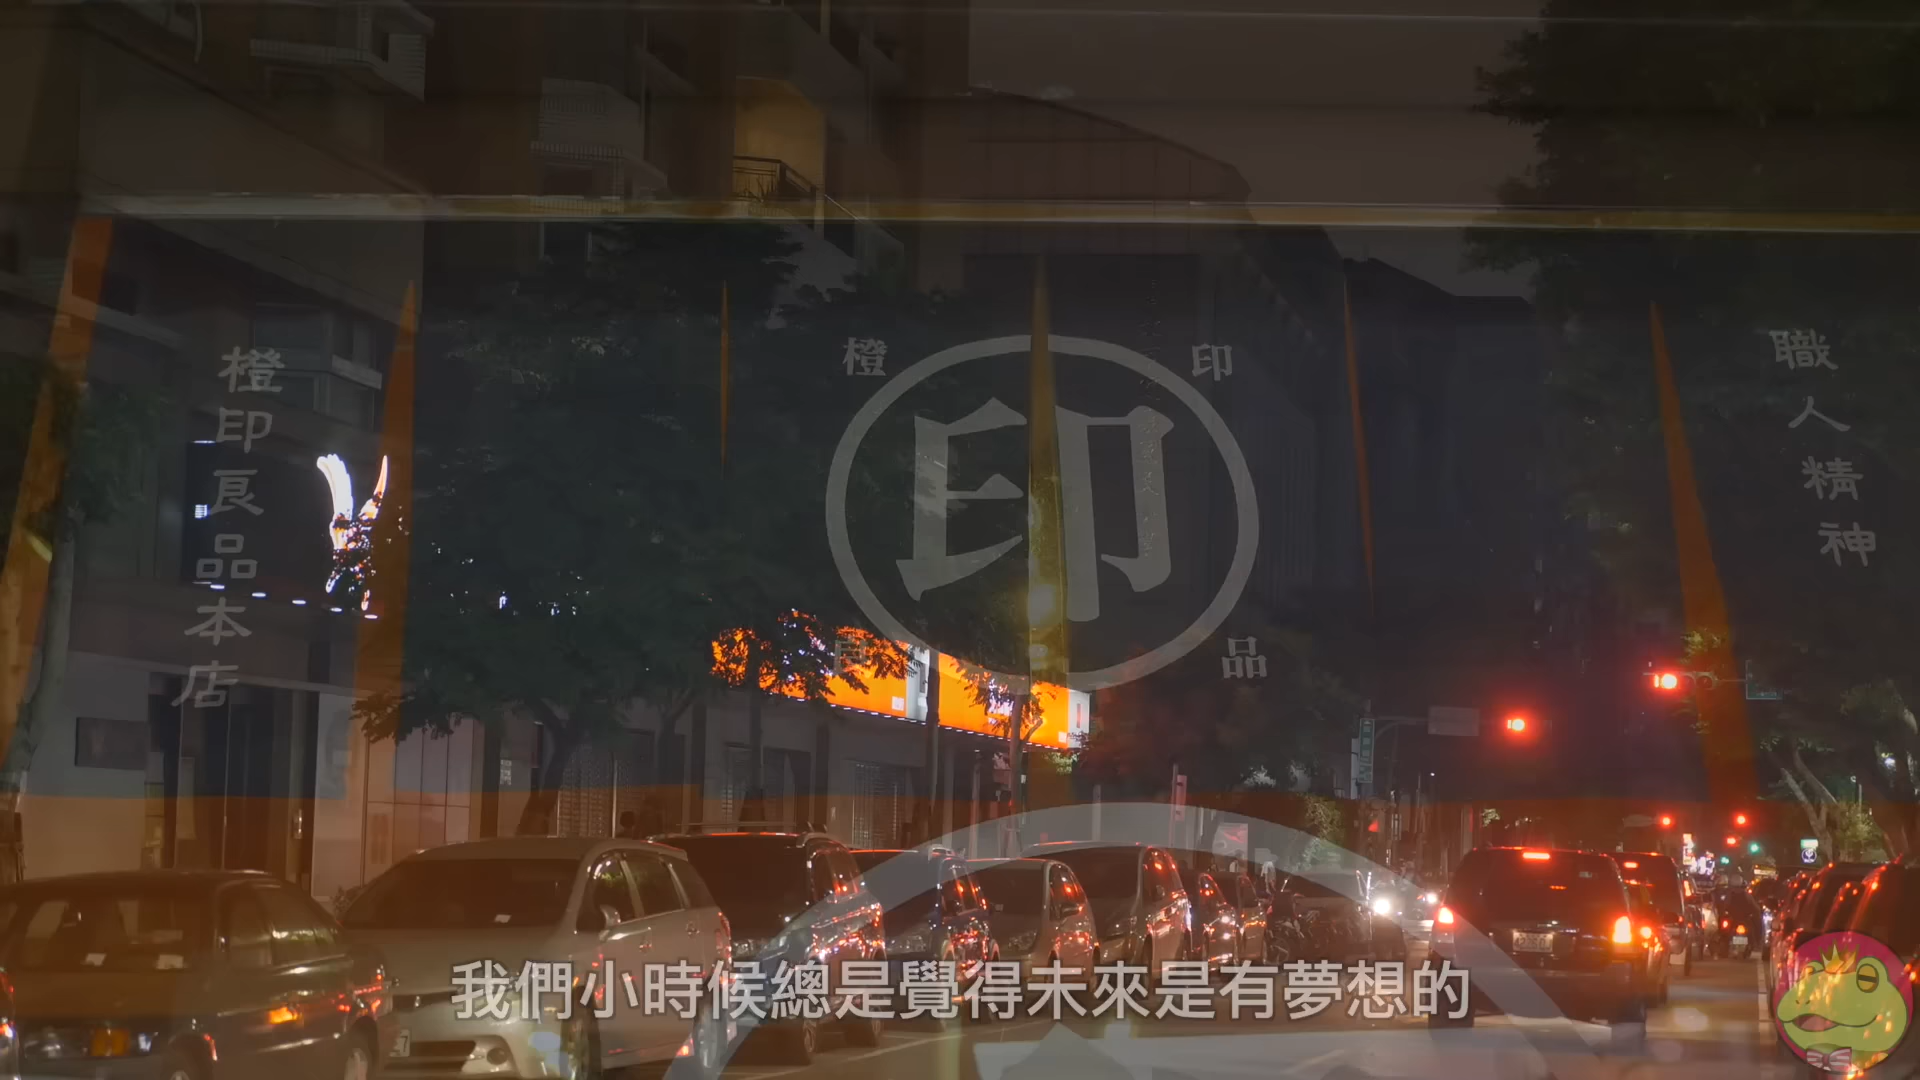 橙印良品本店
橙印
印
良品
職人精神
我們小時候總是覺得未來是有夢想的